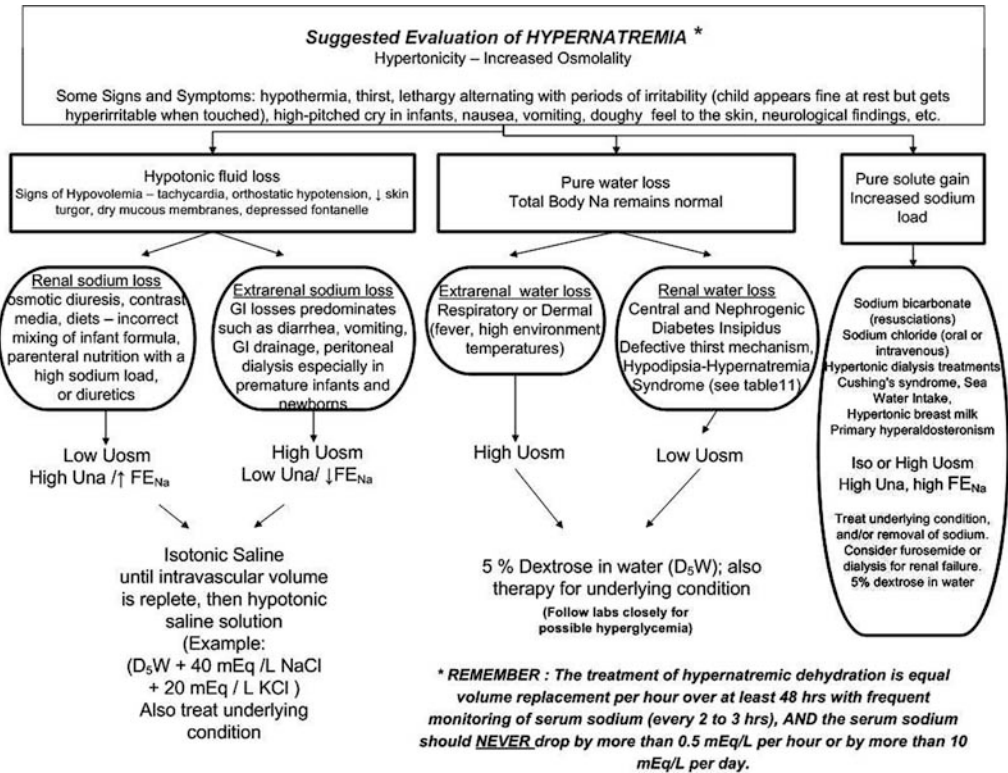 Suggested Evaluation of HYPERNATREMIA *
Hypertonicity – Increased Osmolality
Some Signs and Symptoms: hypothermia, thirst, lethargy alternating with periods of irritability (child appears fine at rest but gets
hyperirritable when touched), high-pitched cry in infants, nausea, vomiting, doughy feel to the skin, neurological findings, etc.
Hypotonic fluid loss
Signs of Hypovolemia – tachycardia, orthostatic hypotension, ↓ skin
turgor, dry mucous membranes, depressed fontanelle
Pure water loss
Total Body Na remains normal
Pure solute gain
Increased sodium
load
Renal sodium loss
osmotic diuresis, contrast
media, diets – incorrect
mixing of infant formula,
parenteral nutrition with a
high sodium load,
or diuretics
Extrarenal sodium loss
GI losses predominates
such as diarrhea, vomiting,
GI drainage, peritoneal
dialysis especially in
premature infants and
newborns
Extrarenal water loss
Respiratory or Dermal
(fever, high environment
temperatures)
Renal water loss
Central and Nephrogenic
Diabetes Insipidus
Defective thirst mechanism,
Hypodipsia-Hypernatremia
Syndrome (see table11)
Sodium bicarbonate
(resusciations)
Sodium chloride (oral or
intravenous)
Hypertonic dialysis treatments
Cushing's syndrome, Sea
Water Intake,
Hypertonic breast milk
Primary hyperaldosteronism
Iso or High Uosm
High Una, high FENa
Treat underlying condition,
and/or removal of sodium.
Consider furosemide or
dialysis for renal failure.
5% dextrose in water
Low Uosm
High Una /↑ FENa
High Uosm
Low Una/ ↓FENa
High Uosm
Low Uosm
Isotonic Saline
until intravascular volume
is replete, then hypotonic
saline solution
(Example:
(D5W + 40 mEq /L NaCl
+ 20 mEq / L KCl )
Also treat underlying
condition
5 % Dextrose in water (D5W); also
therapy for underlying condition
(Follow labs closely for
possible hyperglycemia)
* REMEMBER : The treatment of hypernatremic dehydration is equal
volume replacement per hour over at least 48 hrs with frequent
monitoring of serum sodium (every 2 to 3 hrs), AND the serum sodium
should NEVER drop by more than 0.5 mEq/L per hour or by more than 10
mEq/L per day.